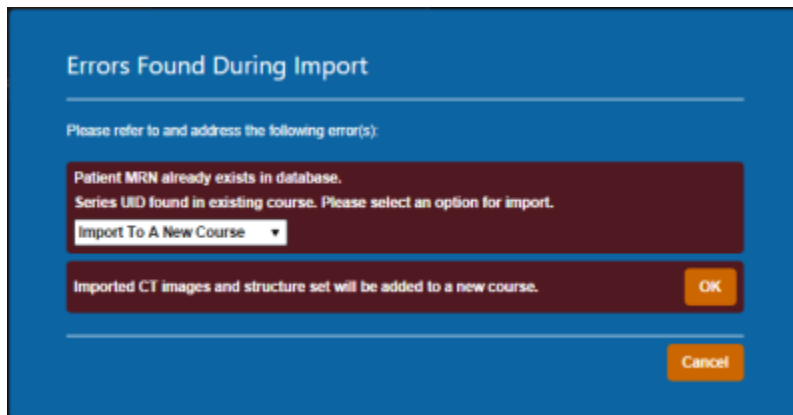 Errors Found During Import
Please refer to and address the following error(s):
Patient MRN already exists in database.
Series UID found in existing course. Please select an option for import.
Import To A New Course
Imported CT images and structure set will be added to a new course.
OK
Cancel